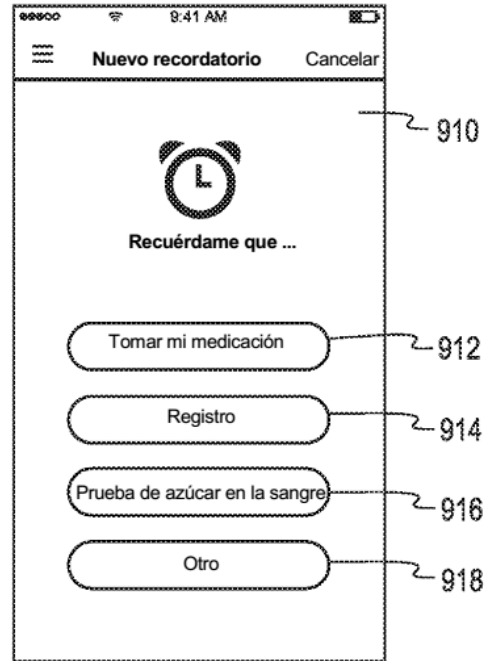 9:41 AM
Nuevo recordatorio Cancelar
910
Recuérdame que ...
Tomar mi medicación
912
Registro
914
Prueba de azúcar en la sangre
916
Otro
918